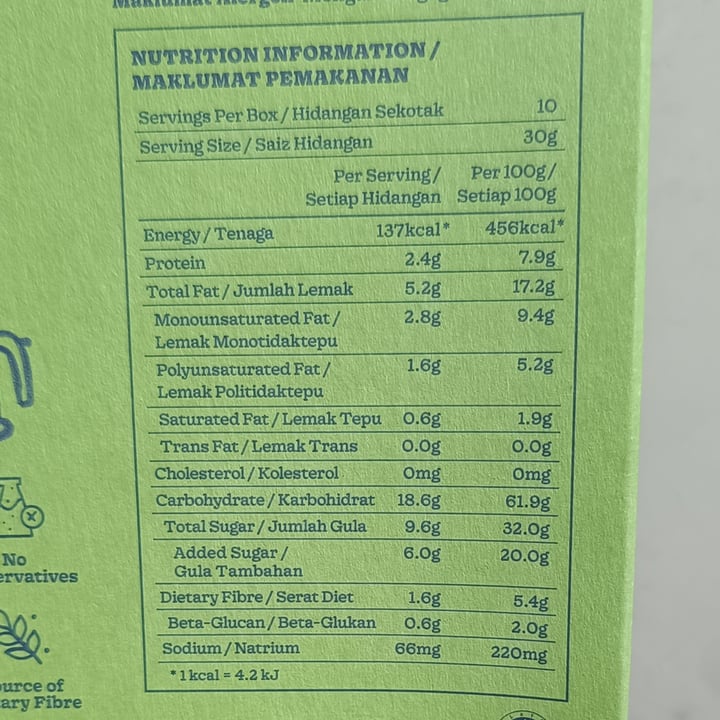 NUTRITION INFORMATION /
MAKLUMAT PEMAKANAN
Servings Per Box / Hidangan Sekotak 10
Serving Size / Saiz Hidangan 30g
Per Serving / Per 100g /
Setiap Hidangan Setiap 100g
Energy / Tenaga 137kcal* 456kcal*
Protein 2.4g 7.9g
Total Fat / Jumlah Lemak 5.2g 17.2g
Monounsaturated Fat / 2.8g 9.4g
Lemak Monotidaktepu
Polyunsaturated Fat / 1.6g 5.2g
Lemak Politidaktepu
Saturated Fat / Lemak Tepu 0.6g 1.9g
Trans Fat / Lemak Trans 0.0g 0.0g
Cholesterol / Kolesterol 0mg 0mg
Carbohydrate / Karbohidrat 18.6g 61.9g
Total Sugar / Jumlah Gula 9.6g 32.0g
Added Sugar / 6.0g 20.0g
Gula Tambahan
Dietary Fibre / Serat Diet 1.6g 5.4g
Beta-Glucan / Beta-Glukan 0.6g 2.0g
Sodium / Natrium 66mg 220mg
* 1 kcal = 4.2 kJ
No
ervatives
ource of
ary Fibre